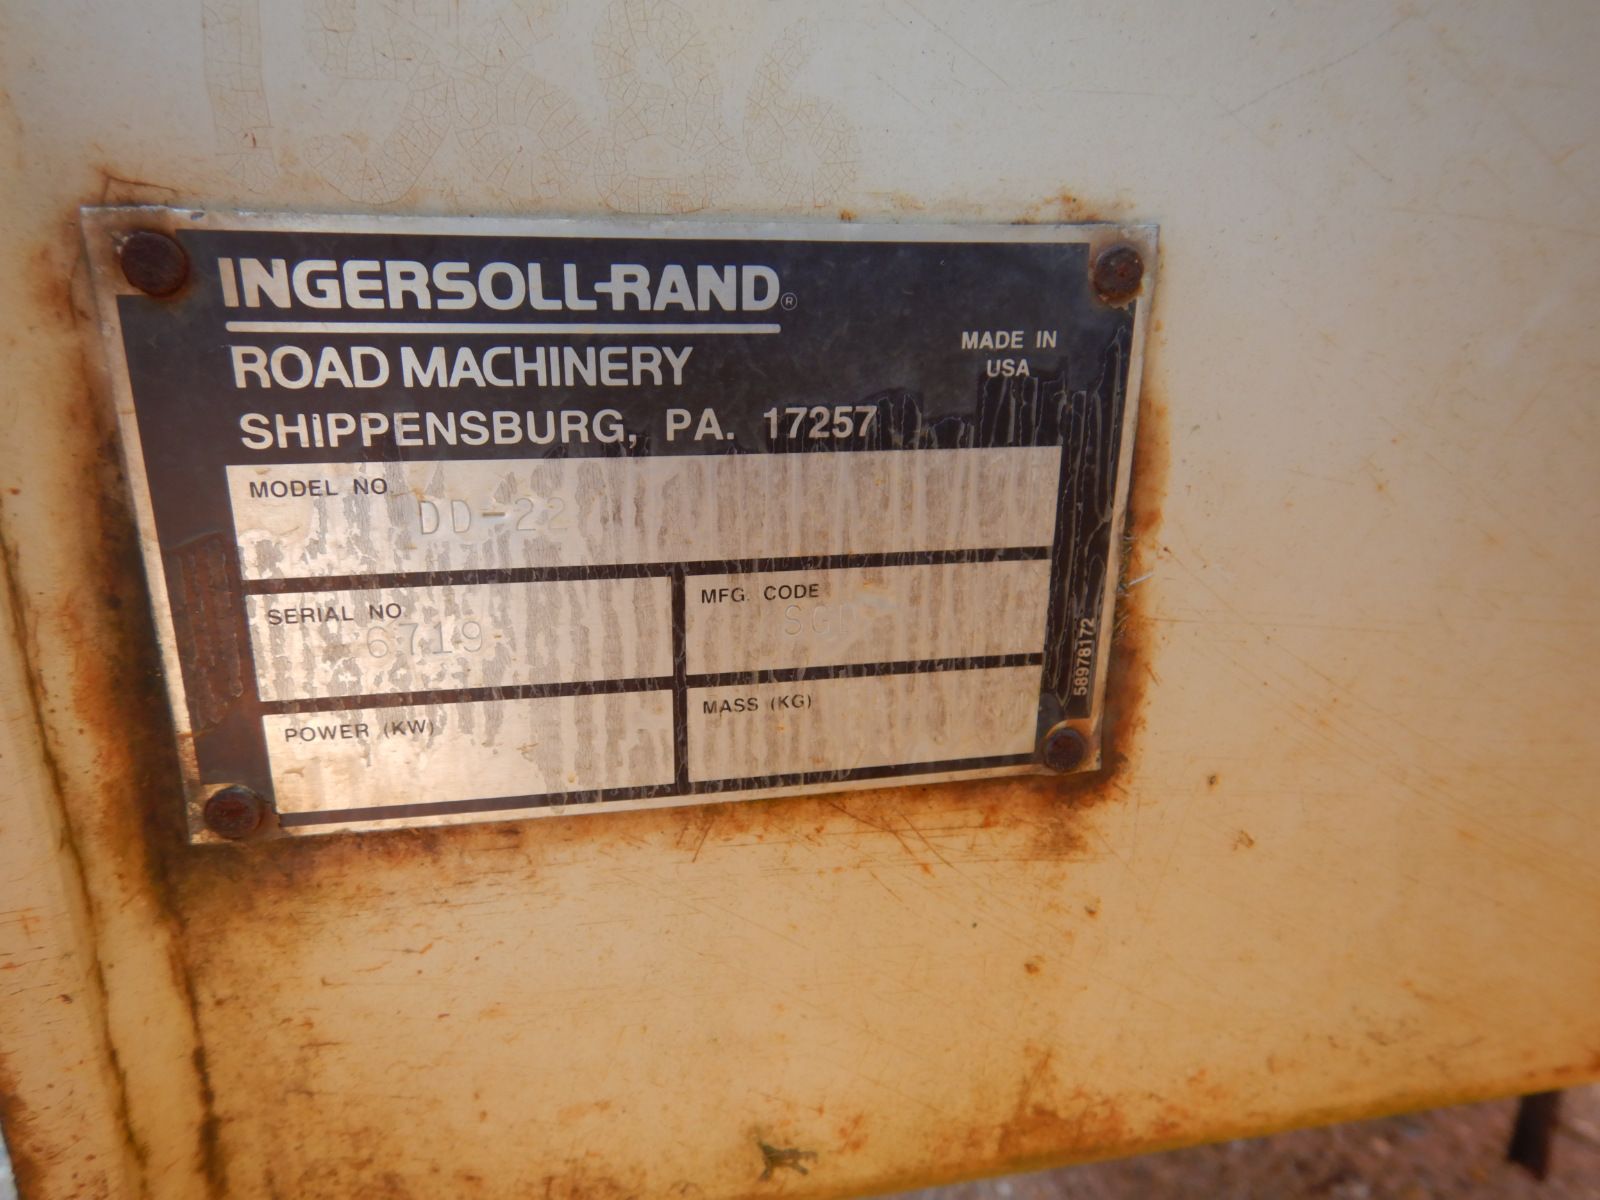 INGERSOLL-RAND®
ROAD MACHINERY
MADE IN
USA
SHIPPENSBURG, PA. 17257
MODEL NO.
DD-22
SERIAL NO.
6719
MFG. CODE
POWER (KW)
MASS (KG)
58978172